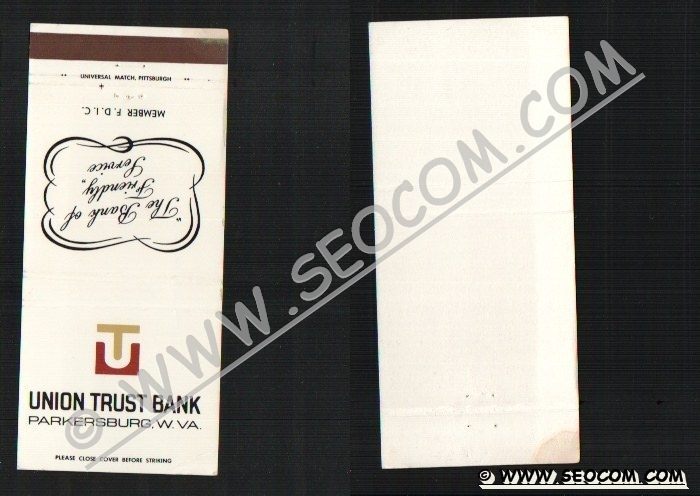 UNIVERSAL MATCH, PITTSBURGH
MEMBER F. D. I. C.
"The Bank of
Friendly
Service"
UNION TRUST BANK
PARKERSBURG, W. VA.
PLEASE CLOSE COVER BEFORE STRIKING
© WWW.SEOCOM.COM
© WWW.SEOCOM.COM